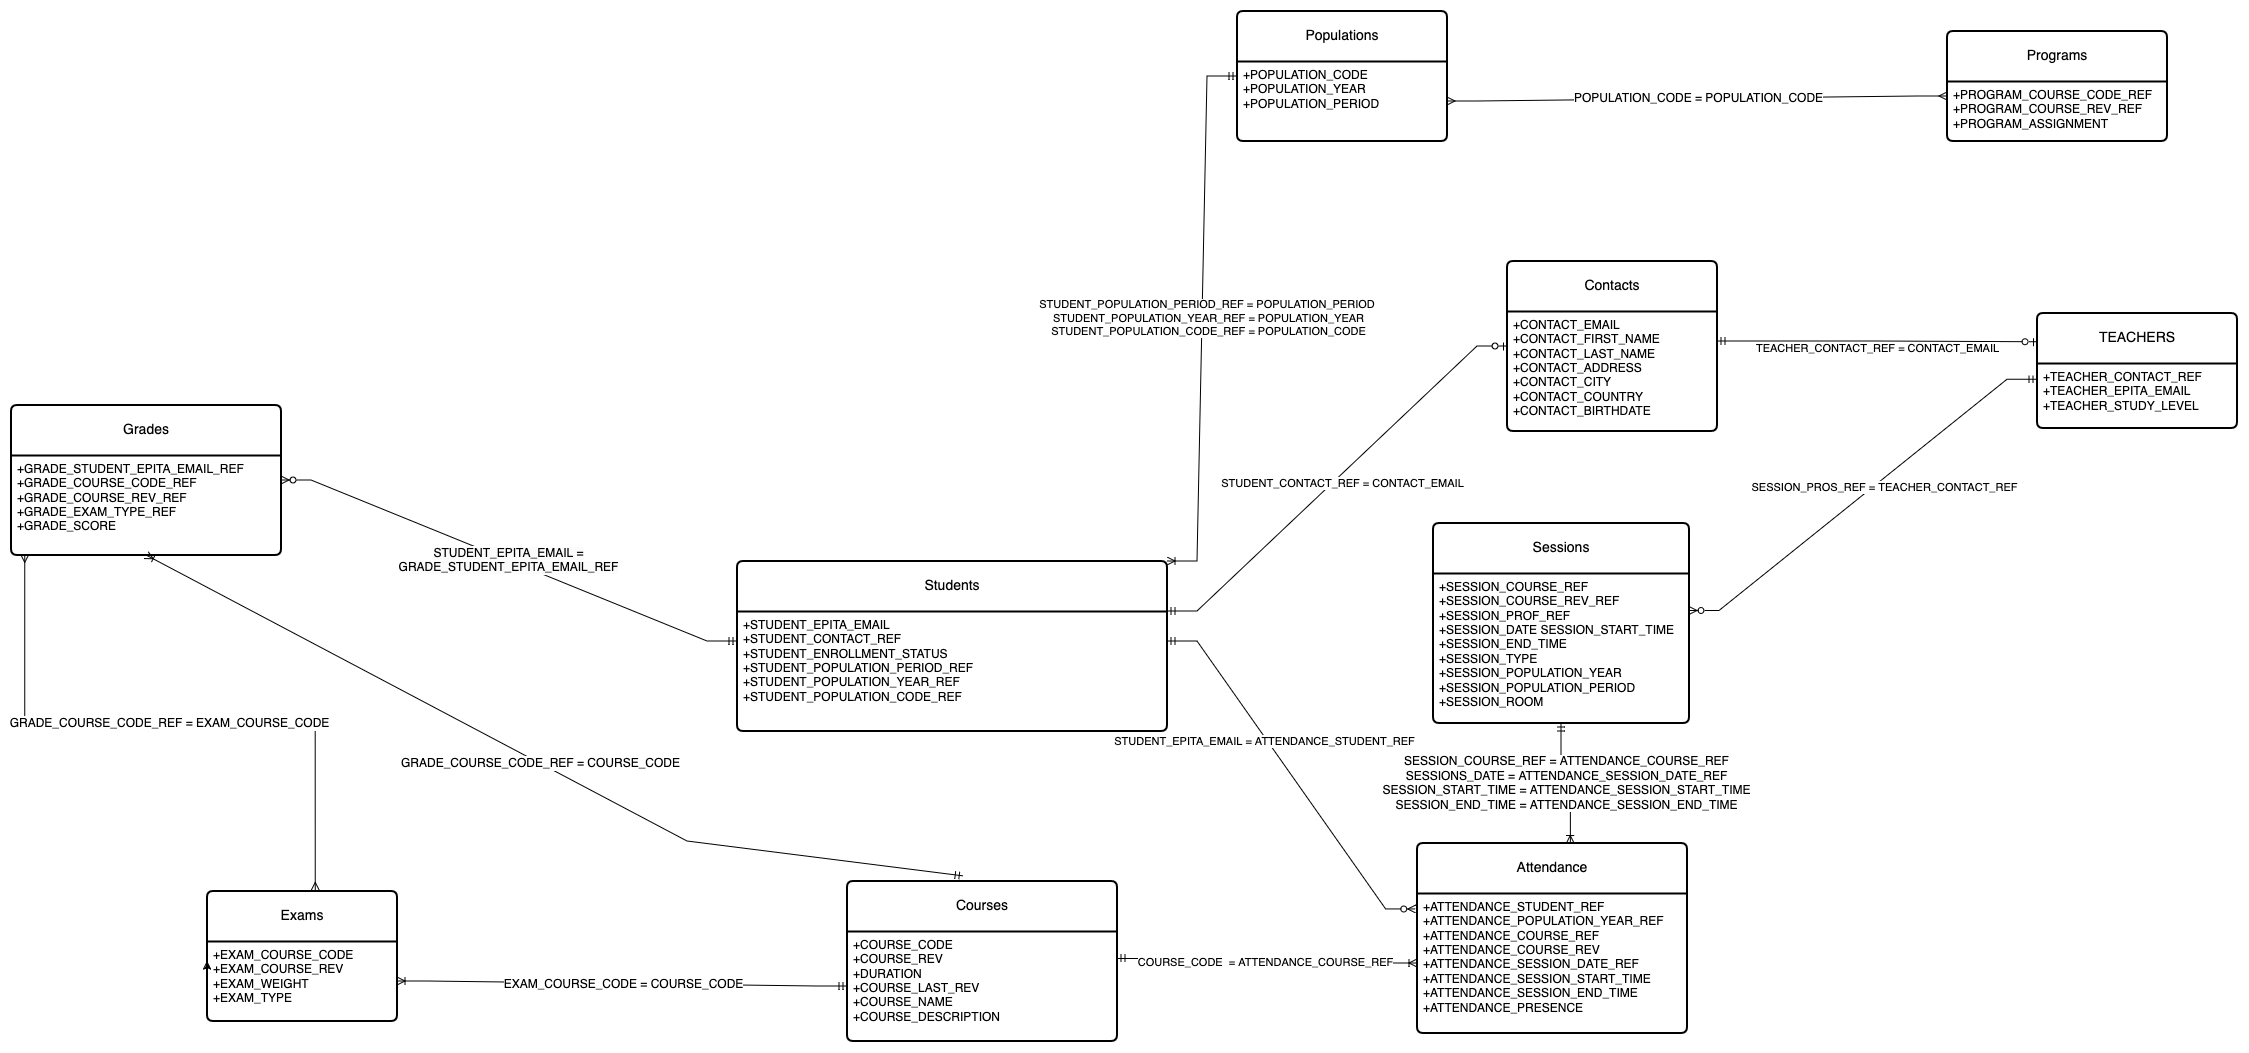 Populations
+POPULATION_CODE
+POPULATION_YEAR
+POPULATION_PERIOD
POPULATION_CODE = POPULATION_CODE
Programs
+PROGRAM_COURSE_CODE_REF
+PROGRAM_COURSE_REV_REF
+PROGRAM_ASSIGNMENT
STUDENT_POPULATION_PERIOD_REF = POPULATION_PERIOD
STUDENT_POPULATION_YEAR_REF = POPULATION_YEAR
STUDENT_POPULATION_CODE_REF = POPULATION_CODE
Contacts
+CONTACT_EMAIL
+CONTACT_FIRST_NAME
+CONTACT_LAST_NAME
+CONTACT_ADDRESS
+CONTACT_CITY
+CONTACT_COUNTRY
+CONTACT_BIRTHDATE
TEACHER_CONTACT_REF = CONTACT_EMAIL
TEACHERS
+TEACHER_CONTACT_REF
+TEACHER_EPITA_EMAIL
+TEACHER_STUDY_LEVEL
Grades
+GRADE_STUDENT_EPITA_EMAIL_REF
+GRADE_COURSE_CODE_REF
+GRADE_COURSE_REV_REF
+GRADE_EXAM_TYPE_REF
+GRADE_SCORE
STUDENT_CONTACT_REF = CONTACT_EMAIL
SESSION_PROS_REF = TEACHER_CONTACT_REF
STUDENT_EPITA_EMAIL =
GRADE_STUDENT_EPITA_EMAIL_REF
Students
+STUDENT_EPITA_EMAIL
+STUDENT_CONTACT_REF
+STUDENT_ENROLLMENT_STATUS
+STUDENT_POPULATION_PERIOD_REF
+STUDENT_POPULATION_YEAR_REF
+STUDENT_POPULATION_CODE_REF
Sessions
+SESSION_COURSE_REF
+SESSION_COURSE_REV_REF
+SESSION_PROF_REF
+SESSION_DATE SESSION_START_TIME
+SESSION_END_TIME
+SESSION_TYPE
+SESSION_POPULATION_YEAR
+SESSION_POPULATION_PERIOD
+SESSION_ROOM
GRADE_COURSE_CODE_REF = EXAM_COURSE_CODE
GRADE_COURSE_CODE_REF = COURSE_CODE
STUDENT_EPITA_EMAIL = ATTENDANCE_STUDENT_REF
SESSION_COURSE_REF = ATTENDANCE_COURSE_REF
SESSIONS_DATE = ATTENDANCE_SESSION_DATE_REF
SESSION_START_TIME = ATTENDANCE_SESSION_START_TIME
SESSION_END_TIME = ATTENDANCE_SESSION_END_TIME
Exams
+EXAM_COURSE_CODE
+EXAM_COURSE_REV
+EXAM_WEIGHT
+EXAM_TYPE
EXAM_COURSE_CODE = COURSE_CODE
Courses
+COURSE_CODE
+COURSE_REV
+DURATION
+COURSE_LAST_REV
+COURSE_NAME
+COURSE_DESCRIPTION
COURSE_CODE = ATTENDANCE_COURSE_REF
Attendance
+ATTENDANCE_STUDENT_REF
+ATTENDANCE_POPULATION_YEAR_REF
+ATTENDANCE_COURSE_REF
+ATTENDANCE_COURSE_REV
+ATTENDANCE_SESSION_DATE_REF
+ATTENDANCE_SESSION_START_TIME
+ATTENDANCE_SESSION_END_TIME
+ATTENDANCE_PRESENCE